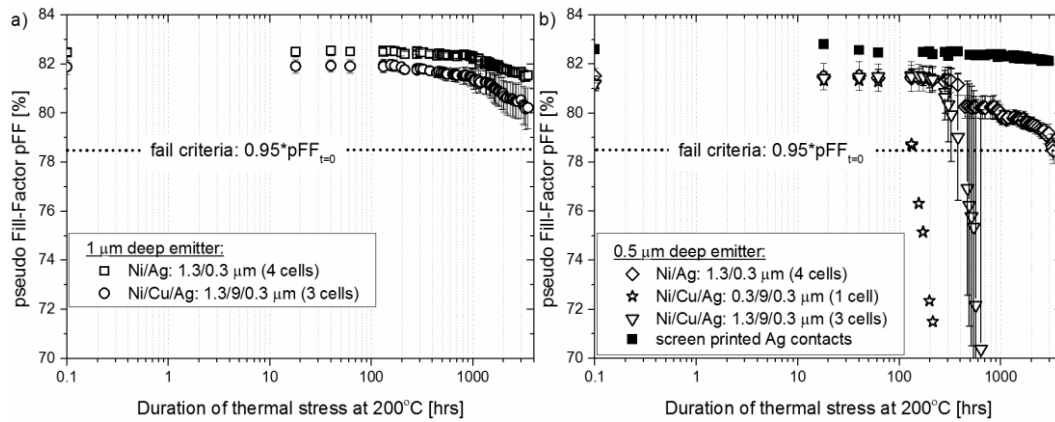 a)
84
82
80
78
76
74
72
70
pseudo Fill-Factor pFF [%]
fail criteria: 0.95*pFFt=0
1 µm deep emitter:
Ni/Ag: 1.3/0.3 µm (4 cells)
Ni/Cu/Ag: 1.3/9/0.3 µm (3 cells)
0.1 1 10 100 1000
Duration of thermal stress at 200°C [hrs]
b)
84
82
80
78
76
74
72
70
pseudo Fill-Factor pFF [%]
fail criteria: 0.95*pFFt=0
0.5 µm deep emitter:
Ni/Ag: 1.3/0.3 µm (4 cells)
Ni/Cu/Ag: 0.3/9/0.3 µm (1 cell)
Ni/Cu/Ag: 1.3/9/0.3 µm (3 cells)
screen printed Ag contacts
0.1 1 10 100 1000
Duration of thermal stress at 200°C [hrs]